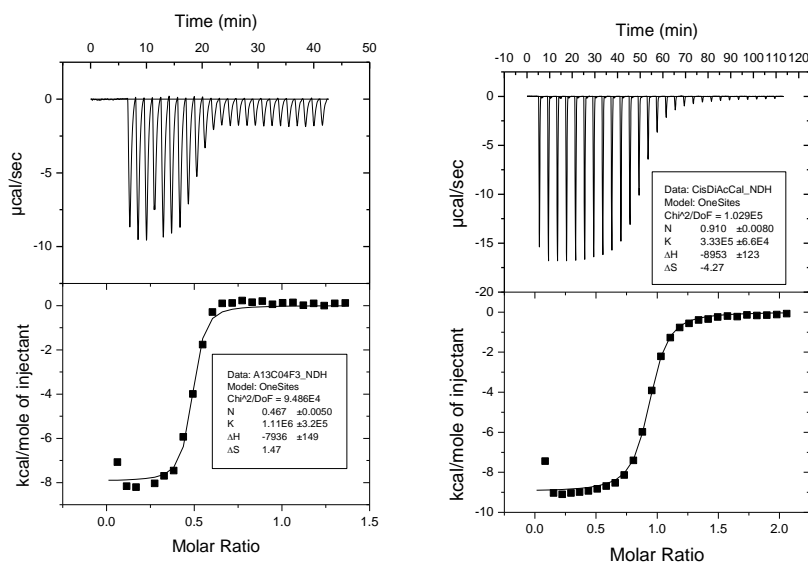 Time (min)
0 10 20 30 40 50
0
-5
-10
µcal/sec
0
-2
-4
-6
-8
kcal/mole of injectant
Data: A13C04F3_NDH
Model: OneSites
Chi^2/DoF = 9.486E4
N 0.467 ±0.0050
K 1.11E6 ±3.2E5
ΔH -7936 ±149
ΔS 1.47
0.0 0.5 1.0 1.5
Molar Ratio
Time (min)
-10 0 10 20 30 40 50 60 70 80 90 100 110 120
0
-5
-10
-15
-20
µcal/sec
Data: CisDiAcCal_NDH
Model: OneSites
Chi^2/DoF = 1.029E5
N 0.910 ±0.0080
K 3.33E5 ±6.6E4
ΔH -8953 ±123
ΔS -4.27
0
-2
-4
-6
-8
-10
kcal/mole of injectant
0.0 0.5 1.0 1.5 2.0
Molar Ratio